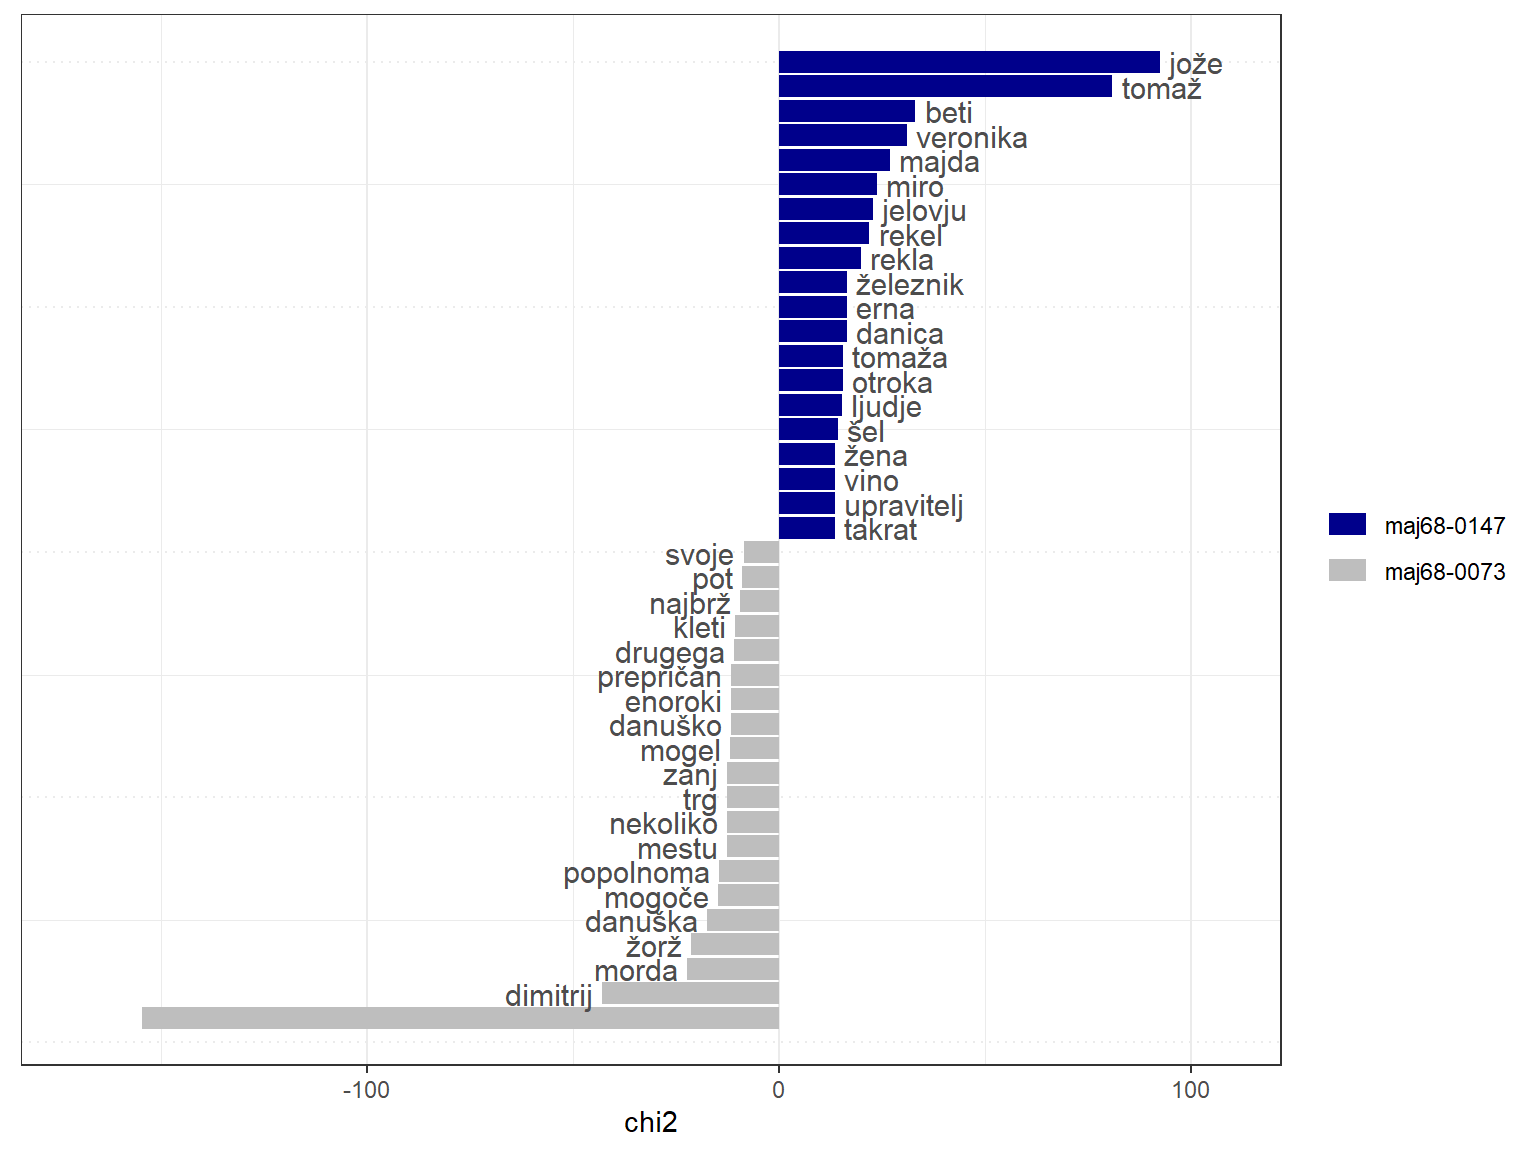 jože
tomaž
beti
veronika
majda
miro
jelovju
rekel
rekla
železnik
erna
danica
tomaža
otroka
ljudje
šel
žena
vino
upravitelj
takrat
svoje
pot
najbrž
kleti
drugega
prepričan
enoroki
danuško
mogel
zanj
trg
nekoliko
mestu
popolnoma
mogoče
danuška
žorž
morda
dimitrij
-100
0
100
chi2
maj68-0147
maj68-0073